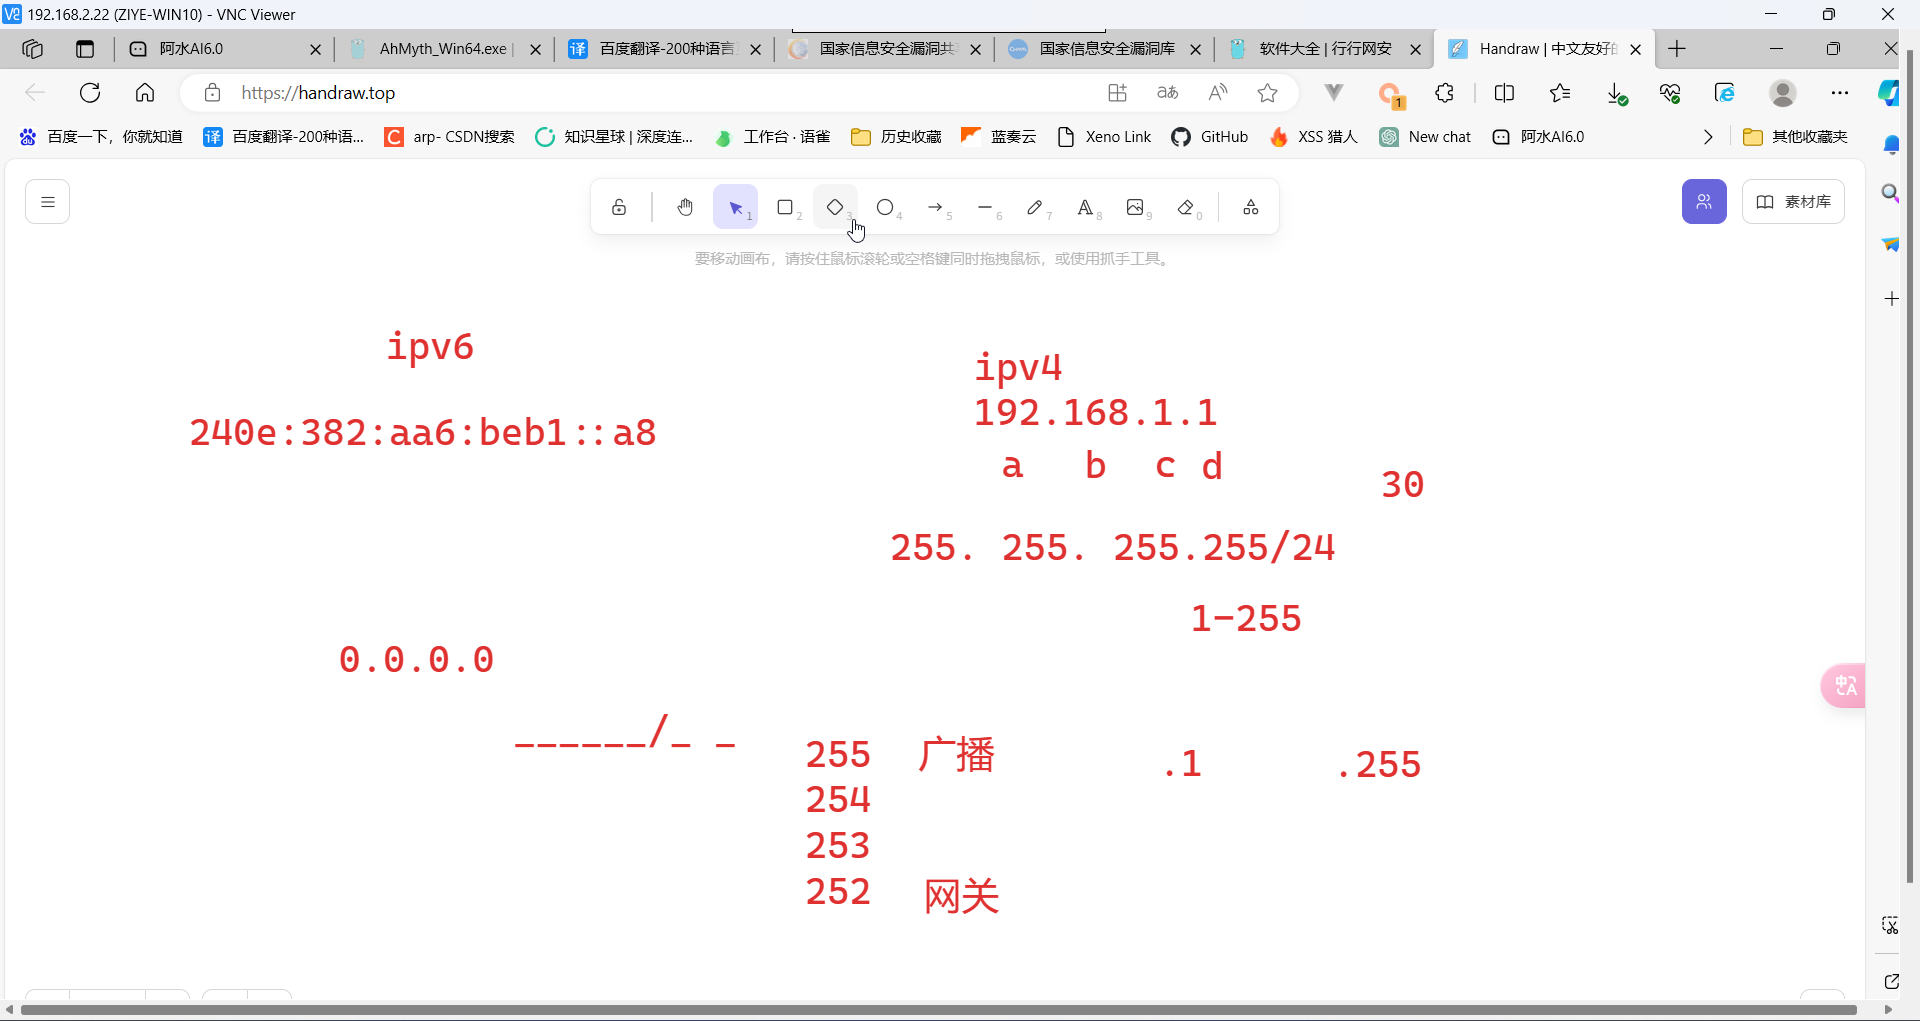 192.168.2.22 (ZIYE-WIN10) - VNC Viewer
阿水AI6.0
AhMyth_Win64.exe |
百度翻译-200种语言
国家信息安全漏洞共
国家信息安全漏洞库
软件大全 | 行行网安
Handraw | 中文友好的
https://handraw.top
1
百度一下，你就知道
百度翻译-200种语...
arp- CSDN搜索
知识星球 | 深度连...
工作台 · 语雀
历史收藏
蓝奏云
Xeno Link
GitHub
XSS 猎人
New chat
阿水AI6.0
其他收藏夹
1 2 3 4 5 6 7 8 9 0
素材库
要移动画布，请按住鼠标滚轮或空格键同时拖拽鼠标，或使用抓手工具。
ipv6
240e:382:aa6:beb1::a8
ipv4
192.168.1.1
a b c d
30
255. 255. 255.255/24
1-255
0.0.0.0
______/_ _
255 广播
.1 .255
254
253
252 网关